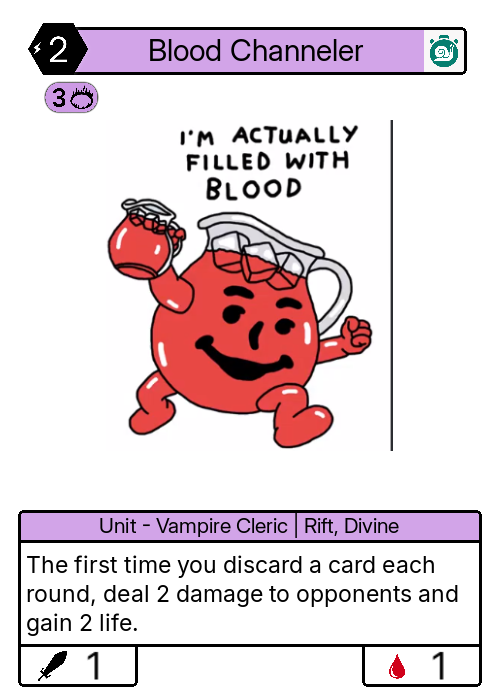 2
Blood Channeler
3
I'M ACTUALLY
FILLED WITH
BLOOD
Unit - Vampire Cleric | Rift, Divine
The first time you discard a card each
round, deal 2 damage to opponents and
gain 2 life.
1
1